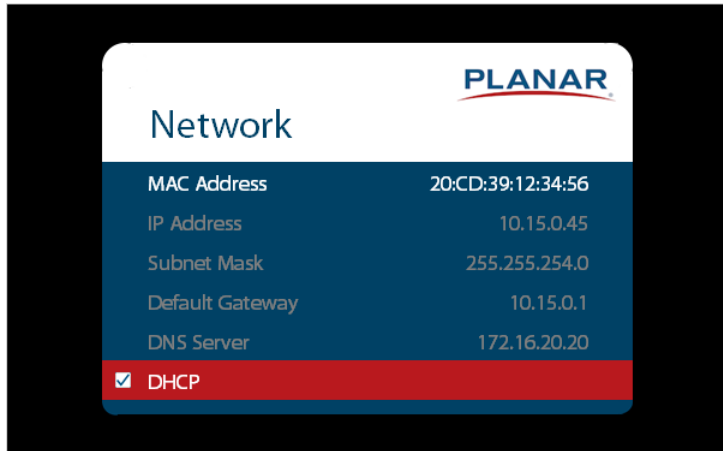 PLANAR
Network
MAC Address 20:CD:39:12:34:56
IP Address 10.15.0.45
Subnet Mask 255.255.254.0
Default Gateway 10.15.0.1
DNS Server 172.16.20.20
DHCP